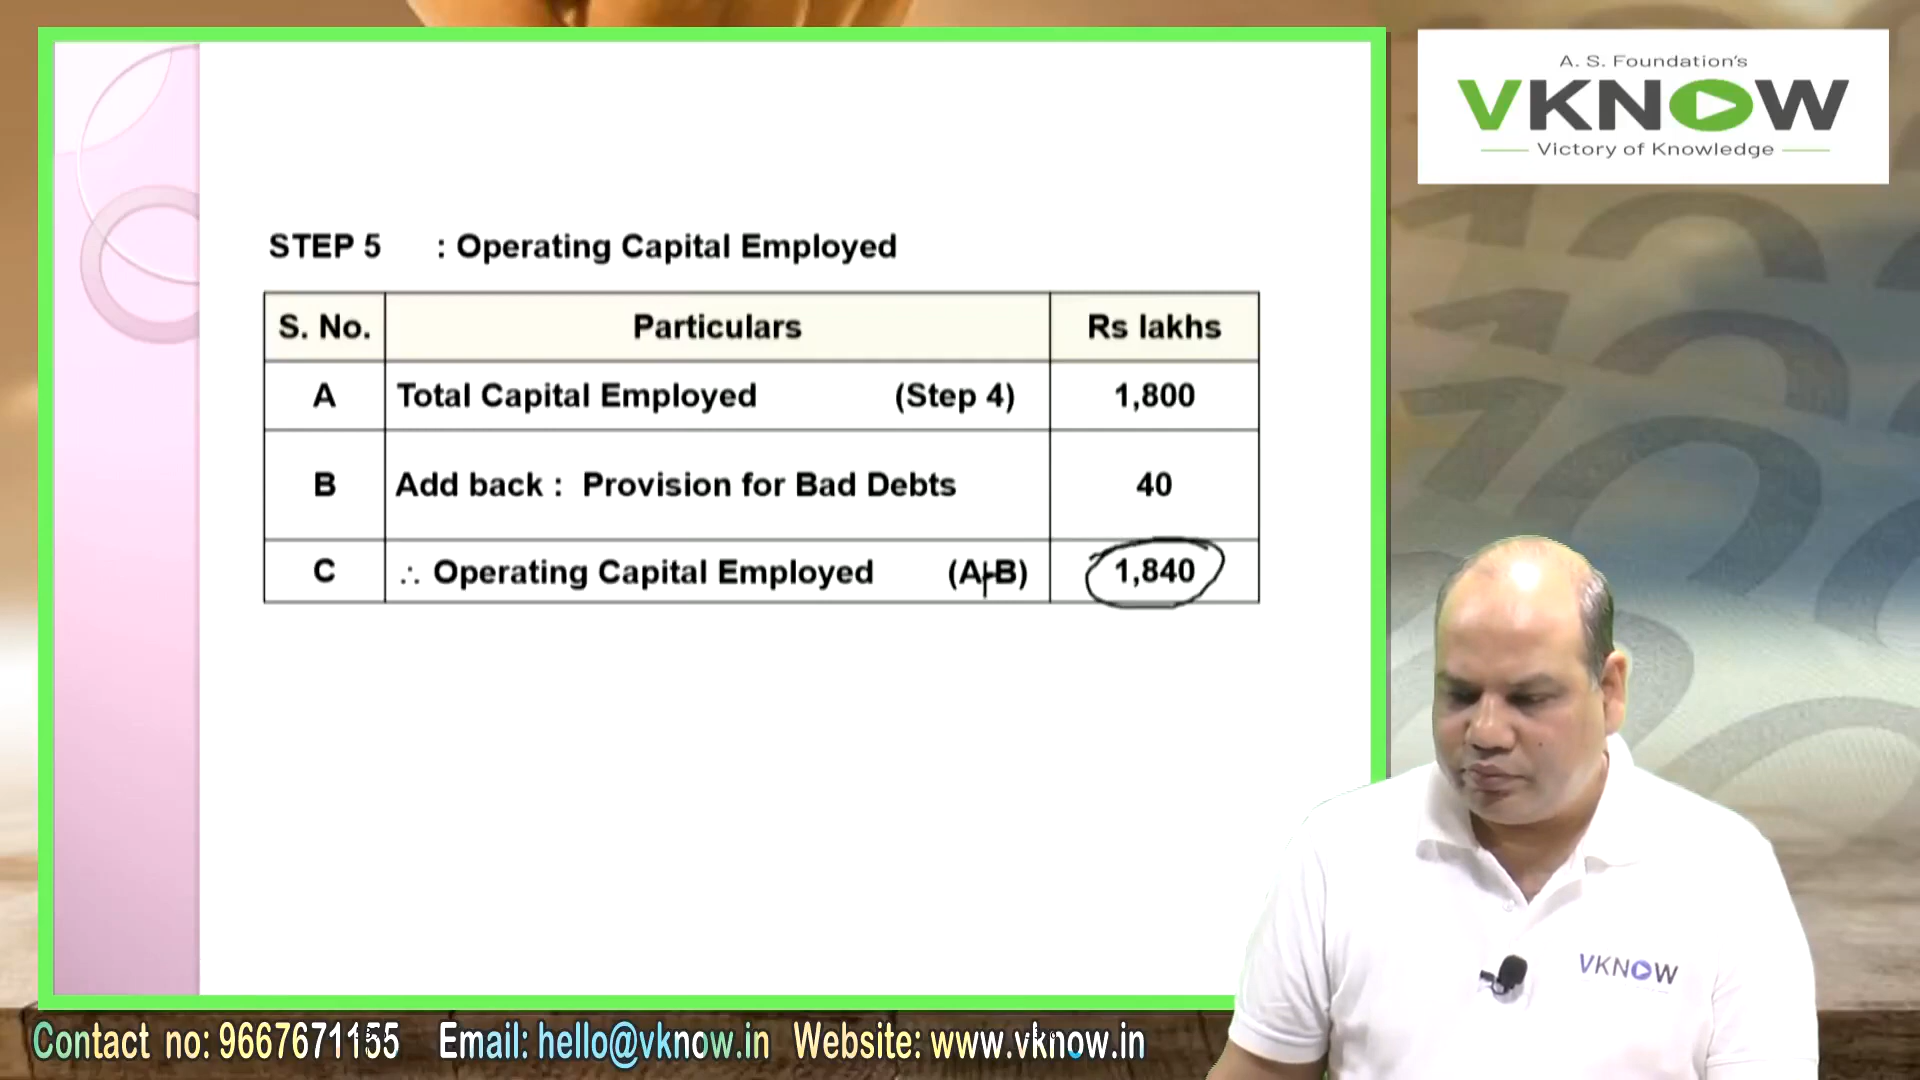 A. S. Foundation's
VKNOW
Victory of Knowledge
STEP 5 : Operating Capital Employed
S. No. Particulars Rs lakhs
A Total Capital Employed (Step 4) 1,800
B Add back : Provision for Bad Debts 40
C ∴ Operating Capital Employed (A+B) 1,840
VKNOW
Contact no: 9667671155 Email: hello@vknow.in Website: www.vknow.in